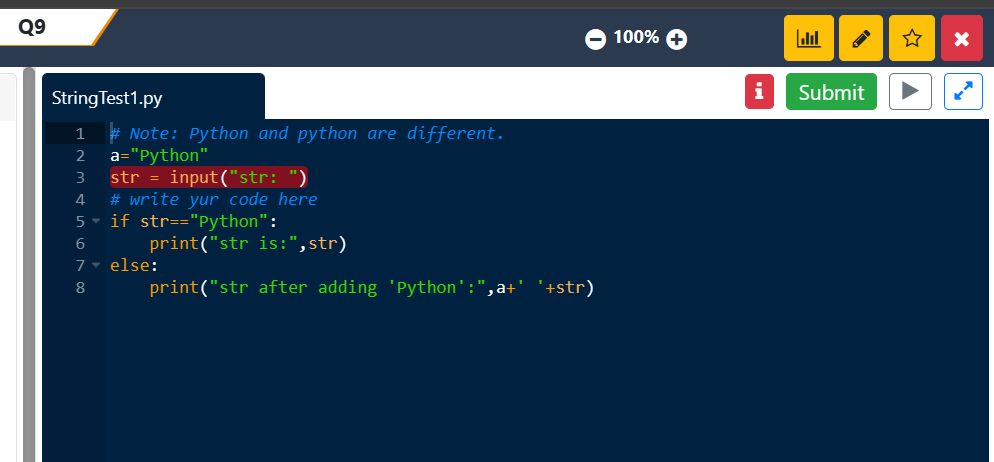 Q9
100%
StringTest1.py
i
Submit
1 # Note: Python and python are different.
2 a="Python"
3 str = input("str: ")
4 # write yur code here
5 if str=="Python":
6     print("str is:",str)
7 else:
8     print("str after adding 'Python':",a+' '+str)